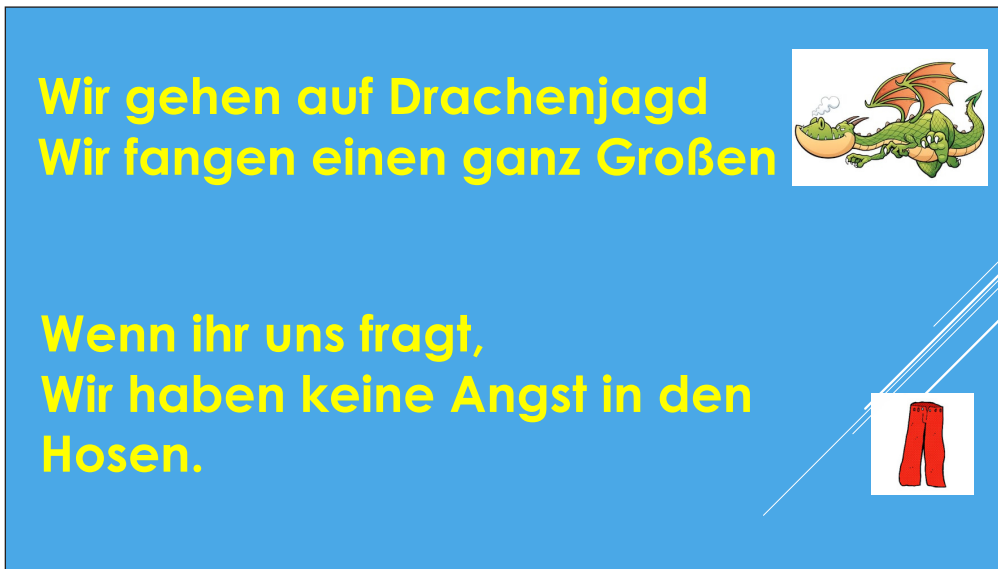 Wir gehen auf Drachenjagd
Wir fangen einen ganz Großen
Wenn ihr uns fragt,
Wir haben keine Angst in den
Hosen.